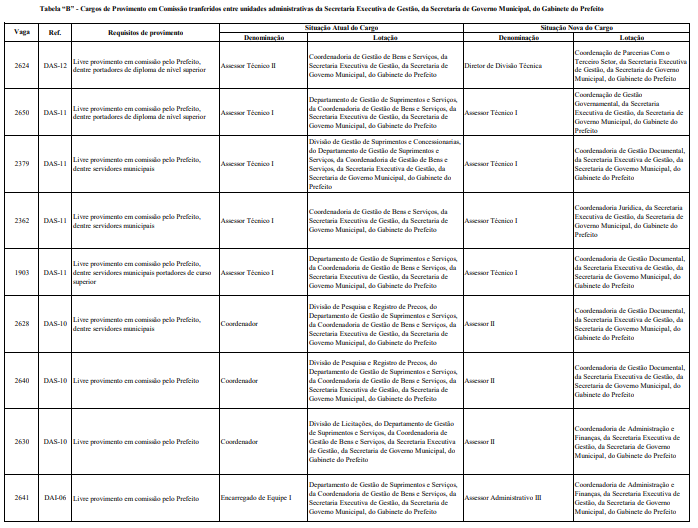 Tabela “B” - Cargos de Provimento em Comissão tranferidos entre unidades administrativas da Secretaria Executiva de Gestão, da Secretaria de Governo Municipal, do Gabinete do Prefeito
Vaga Ref. Requisitos de provimento Situação Atual do Cargo Situação Nova do Cargo
Denominação Lotação Denominação Lotação
2624 DAS-12
Livre provimento em comissão pelo Prefeito,
dentre portadores de diploma de nível superior
Assessor Técnico II
Coordenadoria de Gestão de Bens e Serviços, da
Secretaria Executiva de Gestão, da Secretaria de
Governo Municipal, do Gabinete do Prefeito
Diretor de Divisão Técnica
Coordenação de Parcerias Com o
Terceiro Setor, da Secretaria Executiva
de Gestão, da Secretaria de Governo
Municipal, do Gabinete do Prefeito
2650 DAS-11
Livre provimento em comissão pelo Prefeito,
dentre portadores de diploma de nível superior
Assessor Técnico I
Departamento de Gestão de Suprimentos e Serviços,
da Coordenadoria de Gestão de Bens e Serviços, da
Secretaria Executiva de Gestão, da Secretaria de
Governo Municipal, do Gabinete do Prefeito
Assessor Técnico I
Coordenação de Gestão
Governamental, da Secretaria
Executiva de Gestão, da Secretaria de
Governo Municipal, do Gabinete do
Prefeito
2379 DAS-11
Livre provimento em comissão pelo Prefeito,
dentre servidores municipais
Assessor Técnico I
Divisão de Gestão de Suprimentos e Concessionarias,
do Departamento de Gestão de Suprimentos e
Serviços, da Coordenadoria de Gestão de Bens e
Serviços, da Secretaria Executiva de Gestão, da
Secretaria de Governo Municipal, do Gabinete do
Prefeito
Assessor Técnico I
Coordenadoria de Gestão Documental,
da Secretaria Executiva de Gestão, da
Secretaria de Governo Municipal, do
Gabinete do Prefeito
2362 DAS-11
Livre provimento em comissão pelo Prefeito,
dentre servidores municipais
Assessor Técnico I
Coordenadoria de Gestão de Bens e Serviços, da
Secretaria Executiva de Gestão, da Secretaria de
Governo Municipal, do Gabinete do Prefeito
Assessor Técnico I
Coordenadoria Jurídica, da Secretaria
Executiva de Gestão, da Secretaria de
Governo Municipal, do Gabinete do
Prefeito
1903 DAS-11
Livre provimento em comissão pelo Prefeito,
dentre servidores municipais portadores de curso
superior
Assessor Técnico I
Departamento de Gestão de Suprimentos e Serviços,
da Coordenadoria de Gestão de Bens e Serviços, da
Secretaria Executiva de Gestão, da Secretaria de
Governo Municipal, do Gabinete do Prefeito
Assessor Técnico I
Coordenadoria de Gestão Documental,
da Secretaria Executiva de Gestão, da
Secretaria de Governo Municipal, do
Gabinete do Prefeito
2628 DAS-10
Livre provimento em comissão pelo Prefeito,
dentre servidores municipais
Coordenador
Divisão de Pesquisa e Registro de Precos, do
Departamento de Gestão de Suprimentos e Serviços,
da Coordenadoria de Gestão de Bens e Serviços, da
Secretaria Executiva de Gestão, da Secretaria de
Governo Municipal, do Gabinete do Prefeito
Assessor II
Coordenadoria de Gestão Documental,
da Secretaria Executiva de Gestão, da
Secretaria de Governo Municipal, do
Gabinete do Prefeito
2640 DAS-10
Livre provimento em comissão pelo Prefeito
Coordenador
Divisão de Pesquisa e Registro de Precos, do
Departamento de Gestão de Suprimentos e Serviços,
da Coordenadoria de Gestão de Bens e Serviços, da
Secretaria Executiva de Gestão, da Secretaria de
Governo Municipal, do Gabinete do Prefeito
Assessor II
Coordenadoria de Gestão Documental,
da Secretaria Executiva de Gestão, da
Secretaria de Governo Municipal, do
Gabinete do Prefeito
2630 DAS-10
Livre provimento em comissão pelo Prefeito
Coordenador
Divisão de Licitações, do Departamento de Gestão
de Suprimentos e Serviços, da Coordenadoria de
Gestão de Bens e Serviços, da Secretaria Executiva
de Gestão, da Secretaria de Governo Municipal, do
Gabinete do Prefeito
Assessor II
Coordenadoria de Administração e
Finanças, da Secretaria Executiva de
Gestão, da Secretaria de Governo
Municipal, do Gabinete do Prefeito
2641 DAI-06
Livre provimento em comissão pelo Prefeito
Encarregado de Equipe I
Departamento de Gestão de Suprimentos e Serviços,
da Coordenadoria de Gestão de Bens e Serviços, da
Secretaria Executiva de Gestão, da Secretaria de
Governo Municipal, do Gabinete do Prefeito
Assessor Administrativo III
Coordenadoria de Administração e
Finanças, da Secretaria Executiva de
Gestão, da Secretaria de Governo
Municipal, do Gabinete do Prefeito